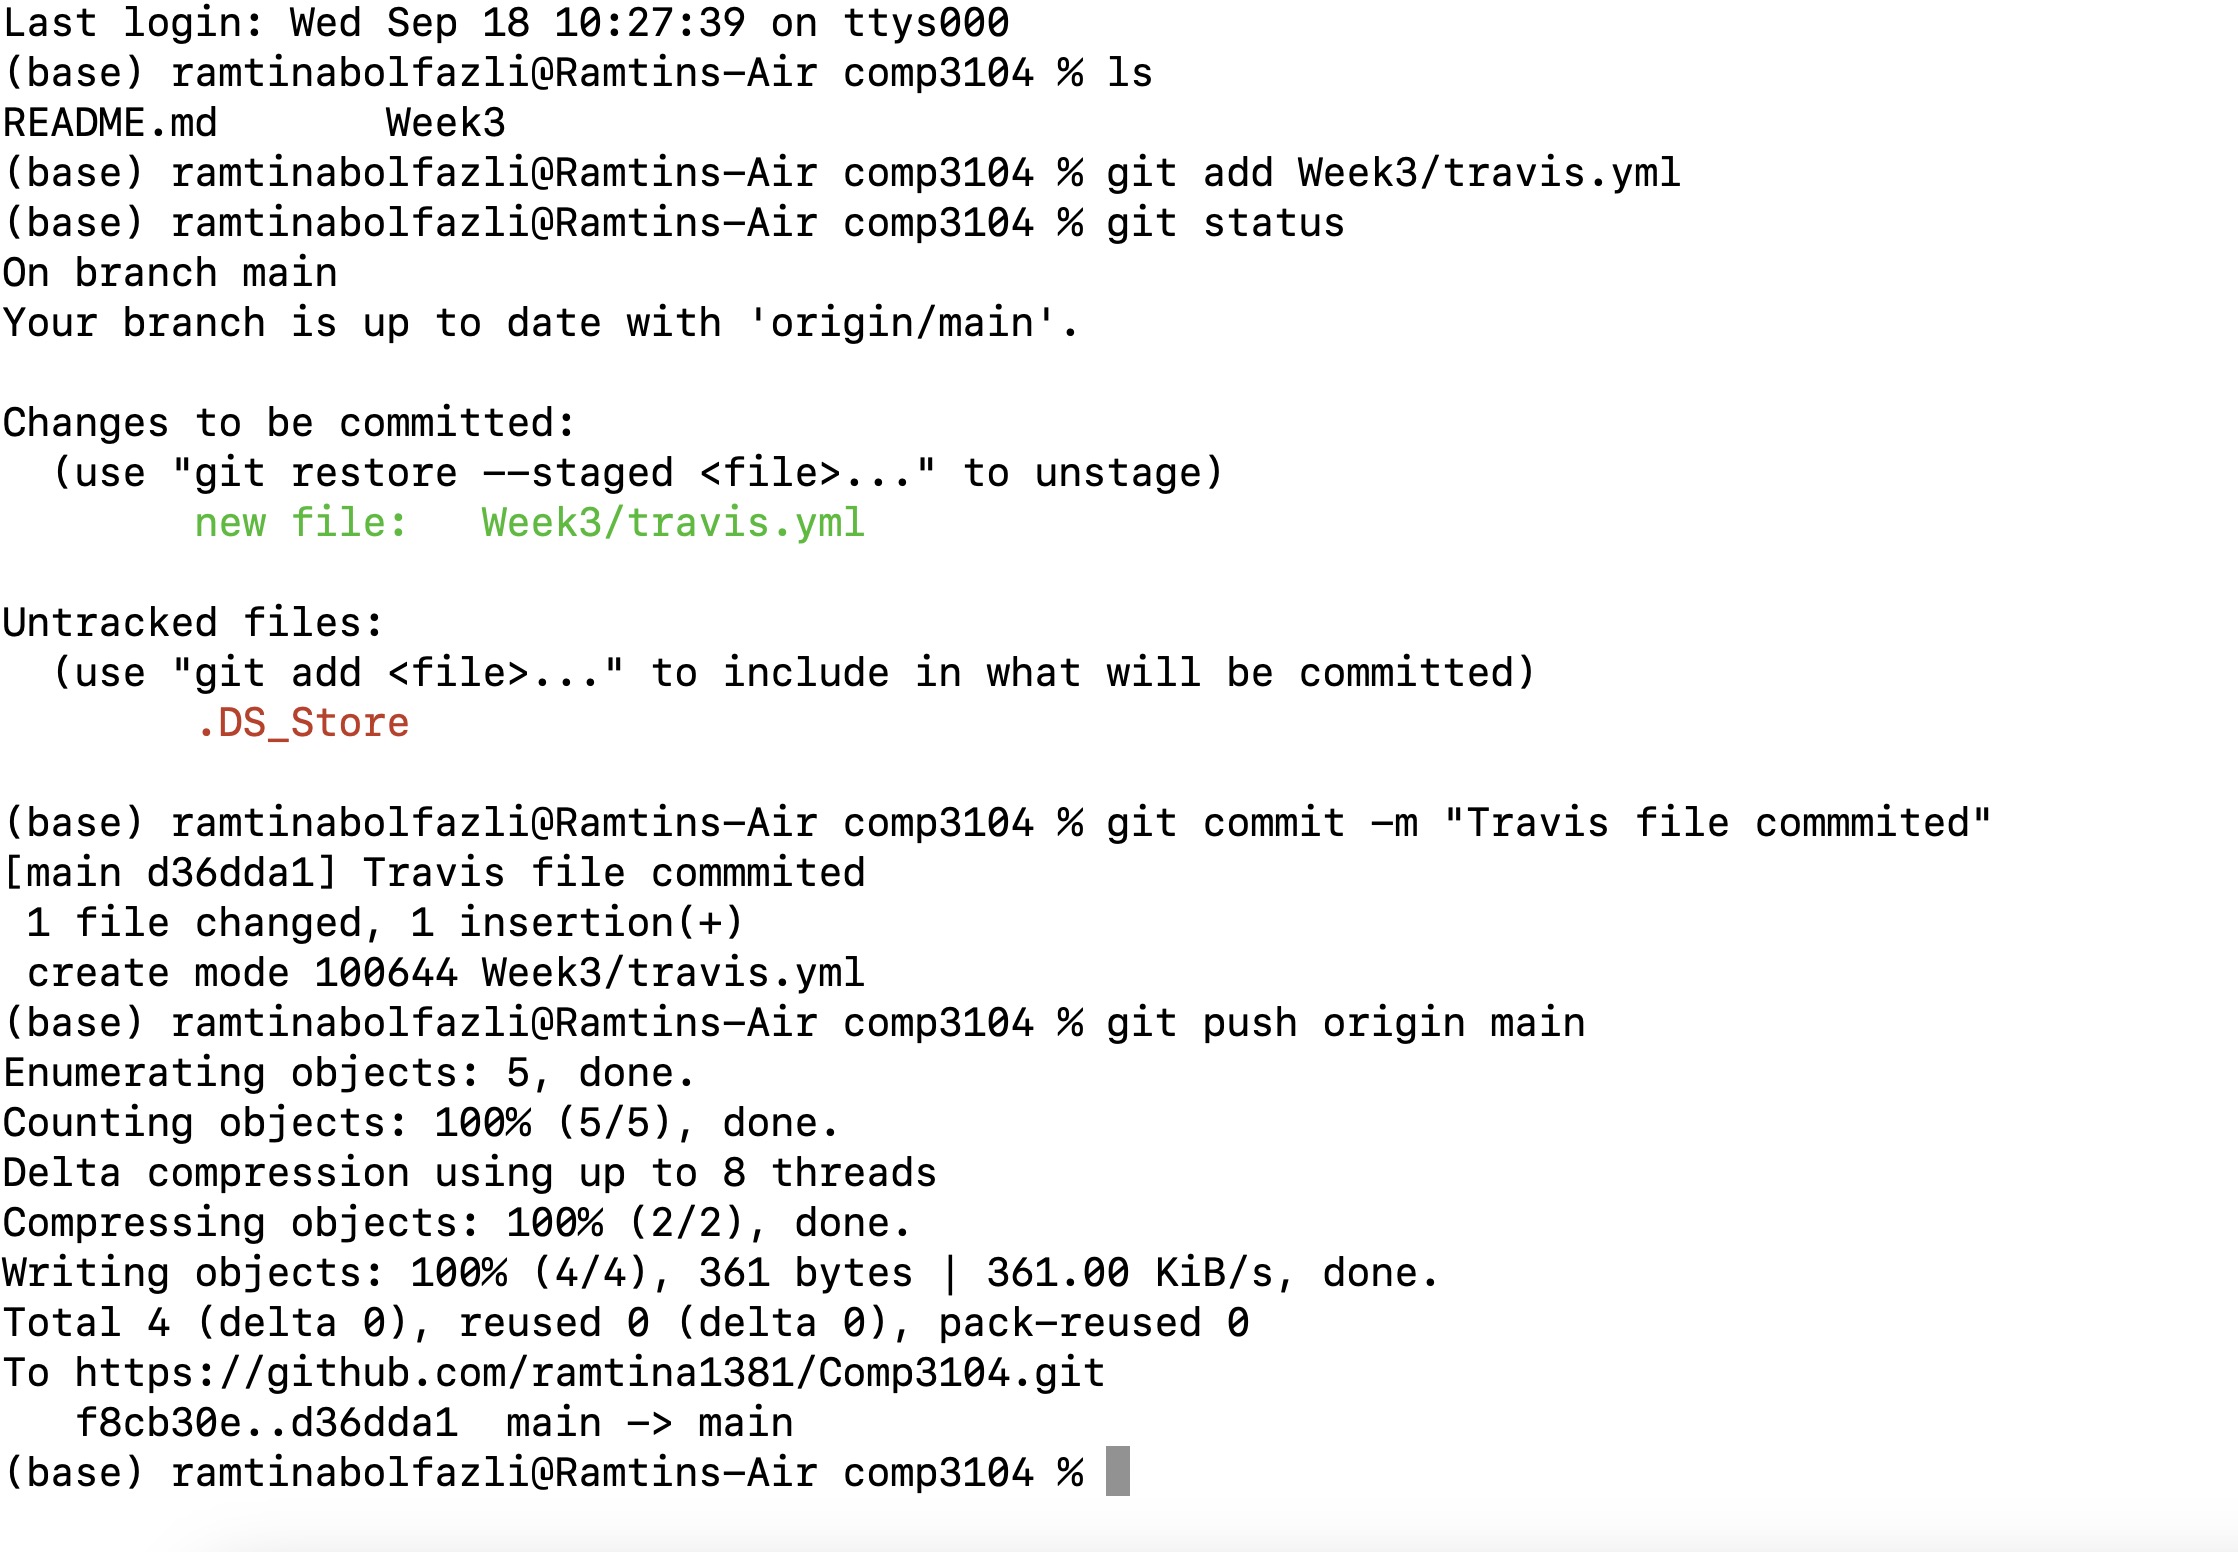 Last login: Wed Sep 18 10:27:39 on ttys000
(base) ramtinabolfazli@Ramtins-Air comp3104 % ls
README.md       Week3
(base) ramtinabolfazli@Ramtins-Air comp3104 % git add Week3/travis.yml
(base) ramtinabolfazli@Ramtins-Air comp3104 % git status
On branch main
Your branch is up to date with 'origin/main'.

Changes to be committed:
  (use "git restore --staged <file>..." to unstage)
        new file:   Week3/travis.yml

Untracked files:
  (use "git add <file>..." to include in what will be committed)
        .DS_Store

(base) ramtinabolfazli@Ramtins-Air comp3104 % git commit -m "Travis file commmited"
[main d36dda1] Travis file commmited
 1 file changed, 1 insertion(+)
 create mode 100644 Week3/travis.yml
(base) ramtinabolfazli@Ramtins-Air comp3104 % git push origin main
Enumerating objects: 5, done.
Counting objects: 100% (5/5), done.
Delta compression using up to 8 threads
Compressing objects: 100% (2/2), done.
Writing objects: 100% (4/4), 361 bytes | 361.00 KiB/s, done.
Total 4 (delta 0), reused 0 (delta 0), pack-reused 0
To https://github.com/ramtina1381/Comp3104.git
   f8cb30e..d36dda1  main -> main
(base) ramtinabolfazli@Ramtins-Air comp3104 %